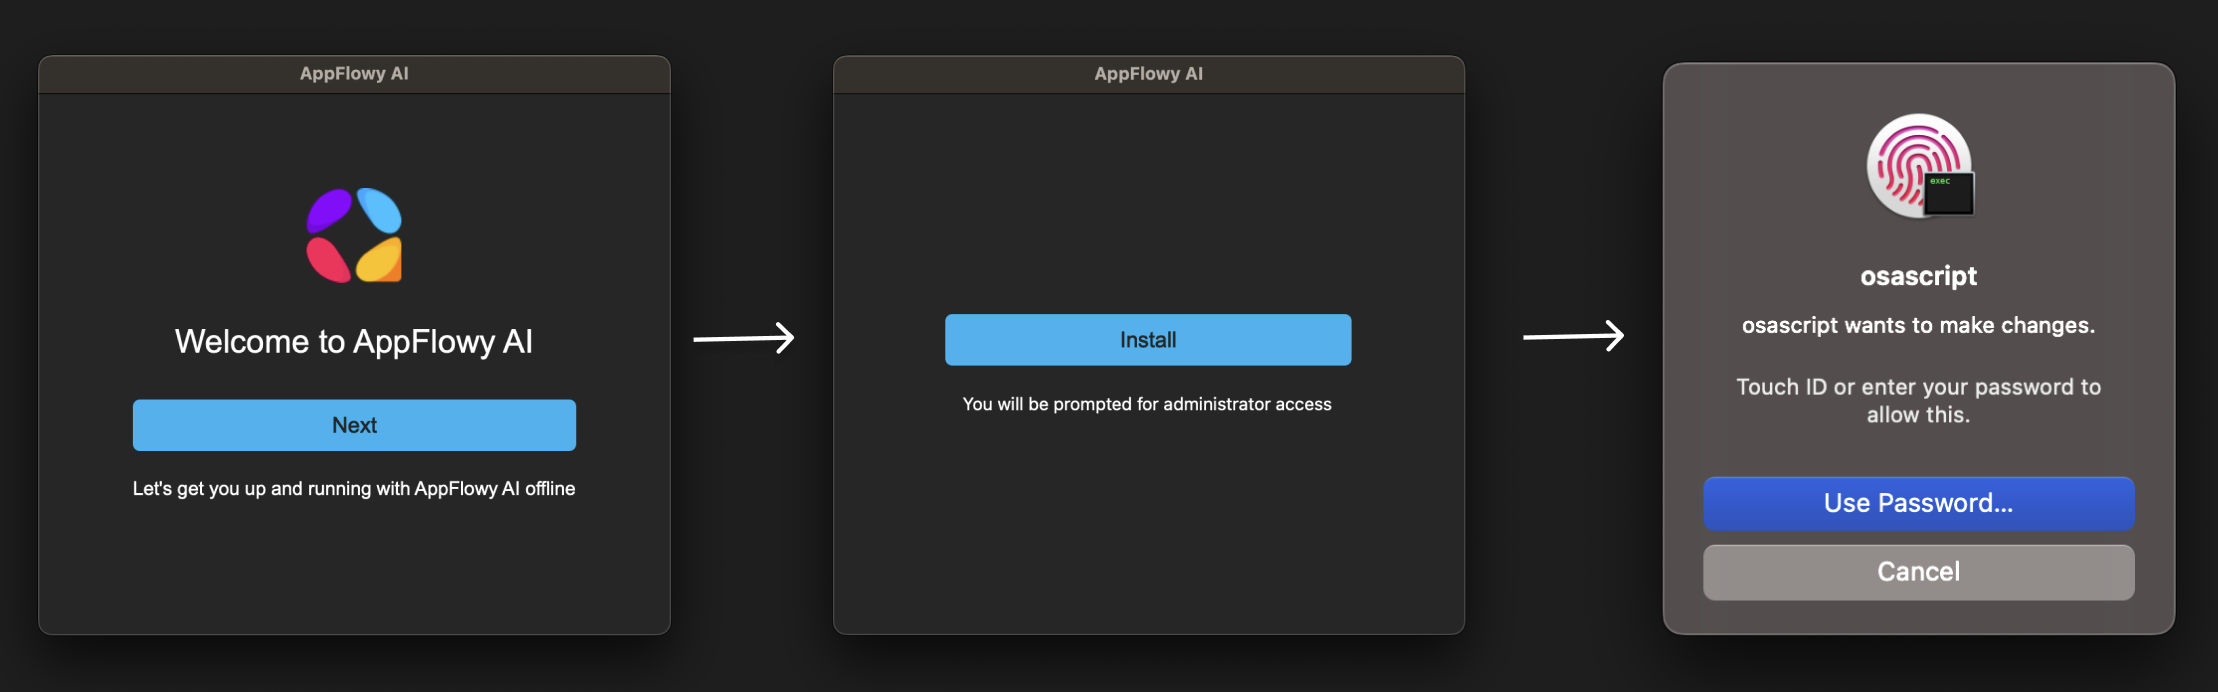 AppFlowy AI
Welcome to AppFlowy AI
Next
Let's get you up and running with AppFlowy AI offline
AppFlowy AI
Install
You will be prompted for administrator access
exec
osascript
osascript wants to make changes.
Touch ID or enter your password to
allow this.
Use Password...
Cancel